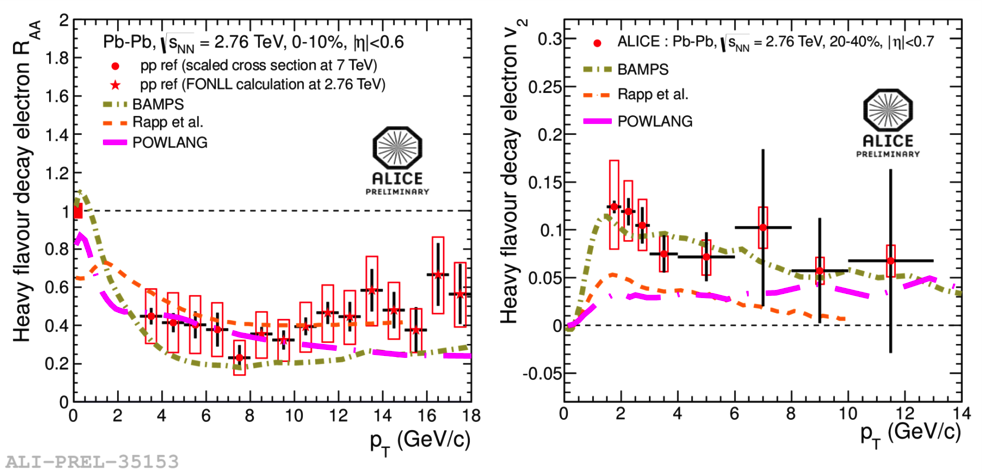 Heavy flavour decay electron R_AA
2
1.8
1.6
1.4
1.2
1
0.8
0.6
0.4
0.2
0
Pb-Pb, √s_NN = 2.76 TeV, 0-10%, |η|<0.6
pp ref (scaled cross section at 7 TeV)
pp ref (FONLL calculation at 2.76 TeV)
BAMPS
Rapp et al.
POWLANG
ALICE
PRELIMINARY
0 2 4 6 8 10 12 14 16 18
p_T (GeV/c)
Heavy flavour decay electron v_2
0.3
0.25
0.2
0.15
0.1
0.05
0
-0.05
ALICE : Pb-Pb, √s_NN = 2.76 TeV, 20-40%, |η|<0.7
BAMPS
Rapp et al.
POWLANG
ALICE
PRELIMINARY
0 2 4 6 8 10 12 14
p_T (GeV/c)
ALI-PREL-35153